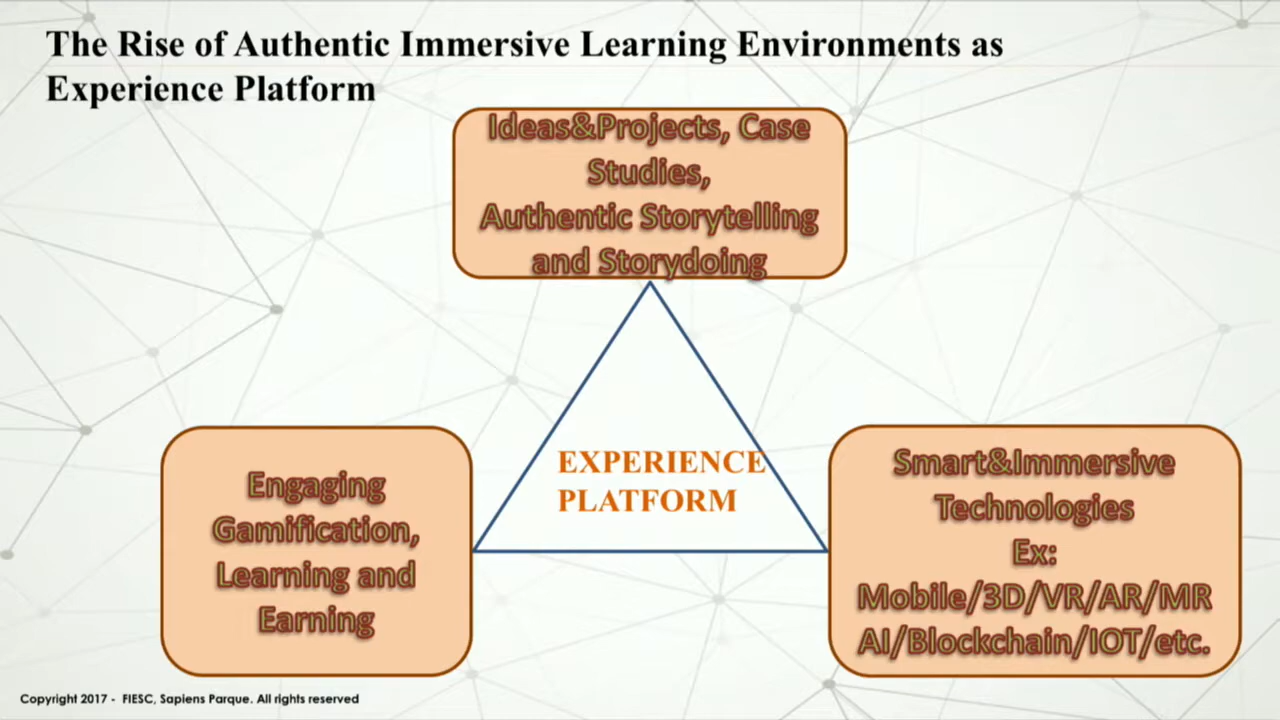 The Rise of Authentic Immersive Learning Environments as
Experience Platform
Ideas&Projects, Case
Studies,
Authentic Storytelling
and Storydoing
EXPERIENCE
PLATFORM
Engaging
Gamification,
Learning and
Earning
Smart&Immersive
Technologies
Ex:
Mobile/3D/VR/AR/MR
AI/Blockchain/IOT/etc.
Copyright 2017 - FIESC, Sapiens Parque. All rights reserved